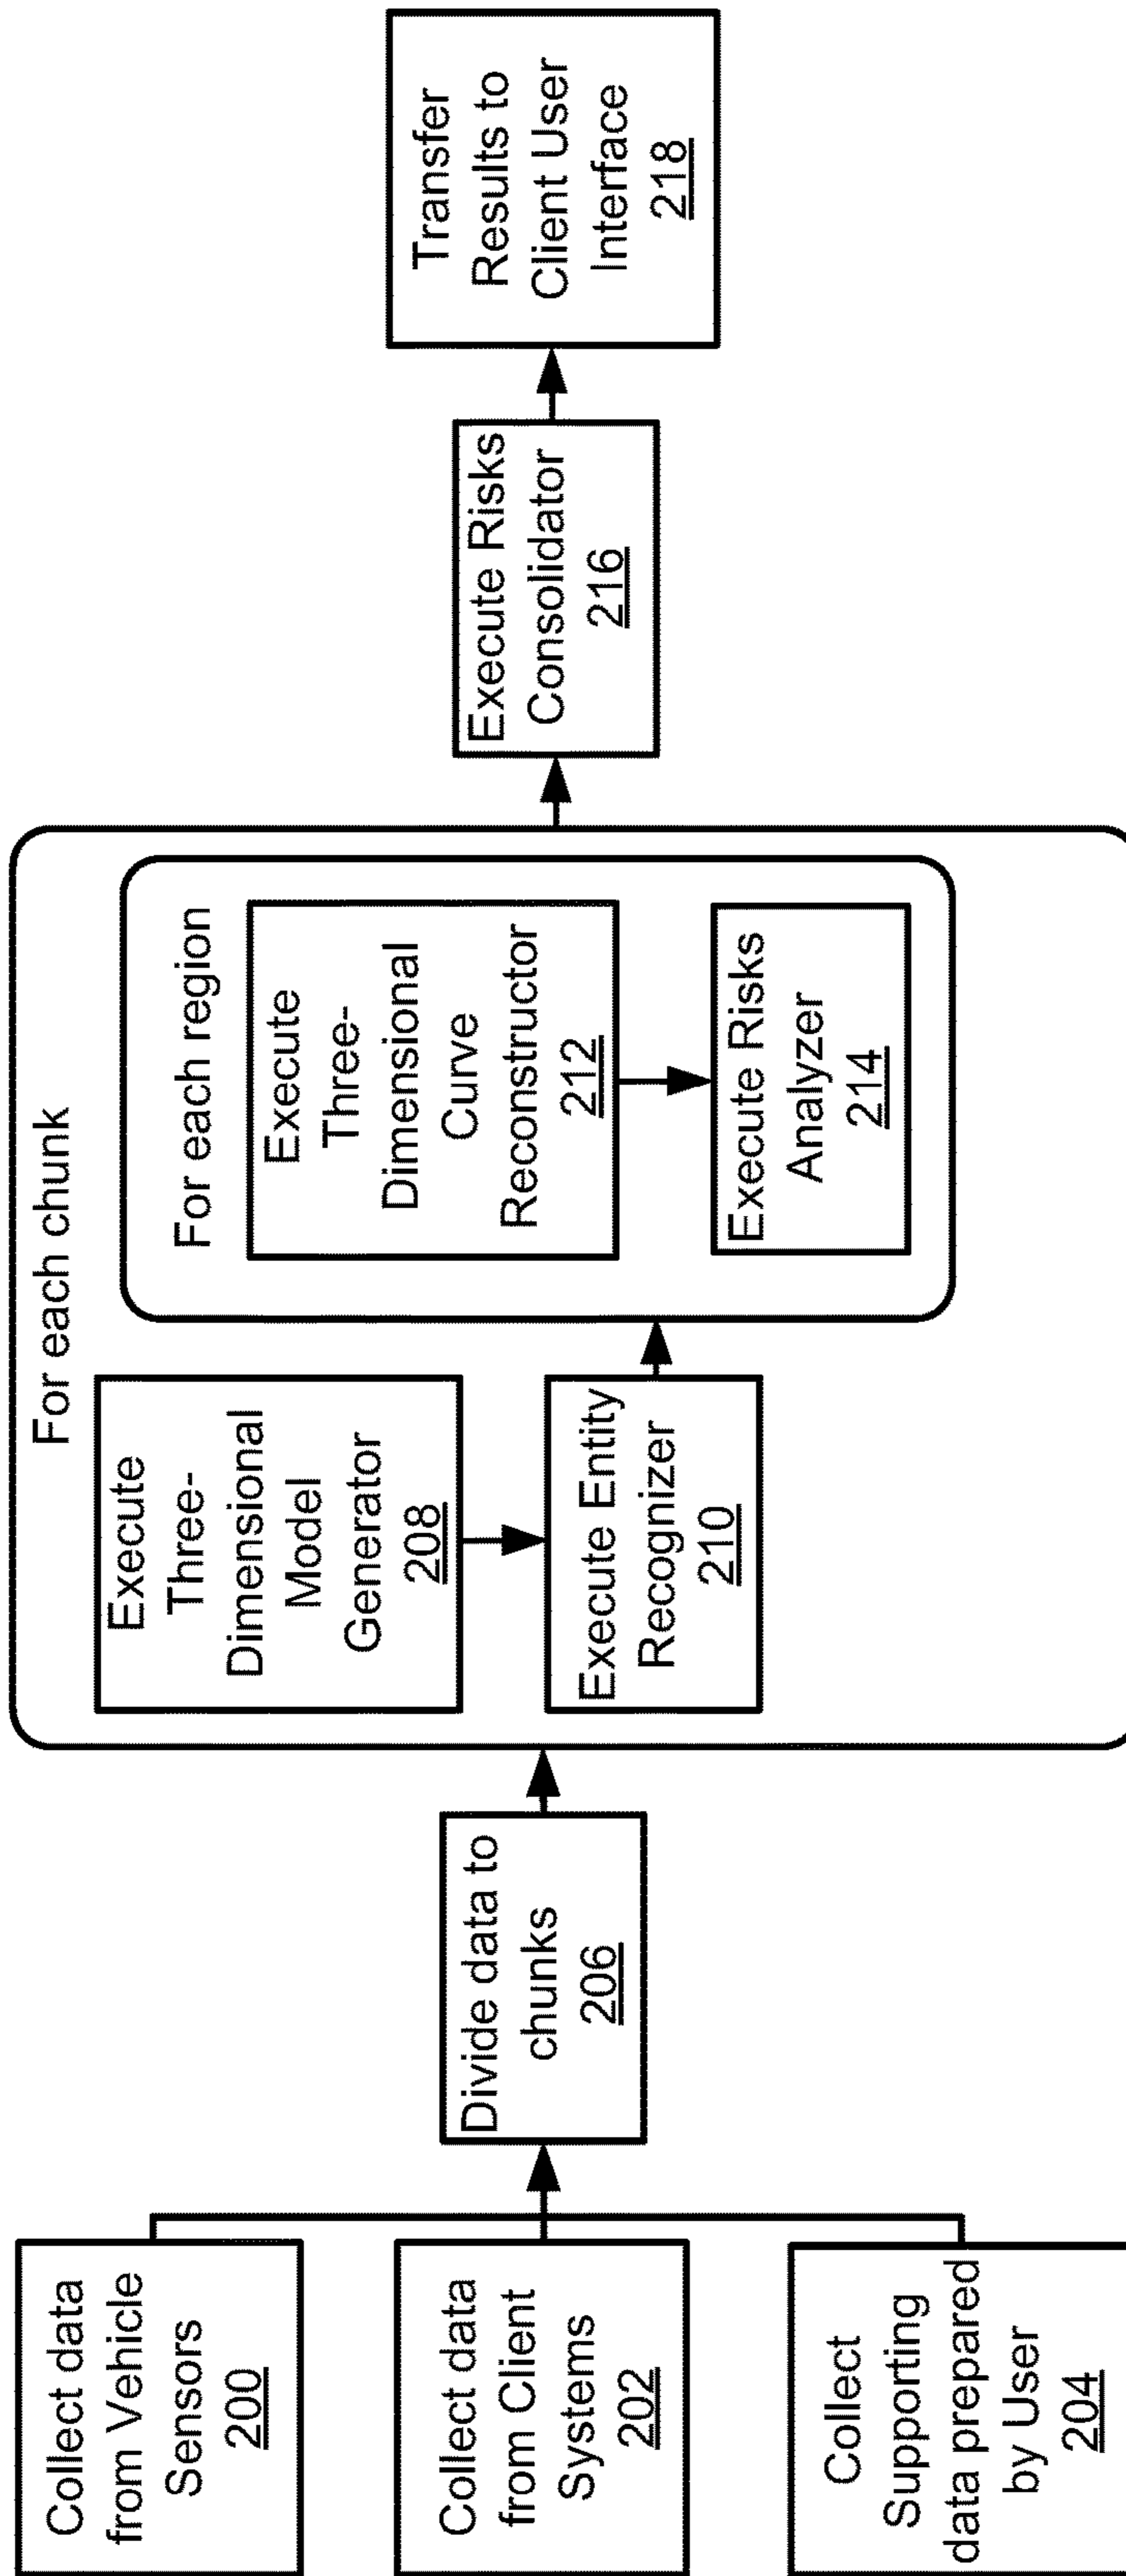 Collect data
from Vehicle
Sensors
200
Collect data
from Client
Systems
202
Collect
Supporting
data prepared
by User
204
Divide data to
chunks
206
For each chunk
Execute
Three-
Dimensional
Model
Generator
208
Execute Entity
Recognizer
210
For each region
Execute
Three-
Dimensional
Curve
Reconstructor
212
Execute Risks
Analyzer
214
Execute Risks
Consolidator
216
Transfer
Results to
Client User
Interface
218